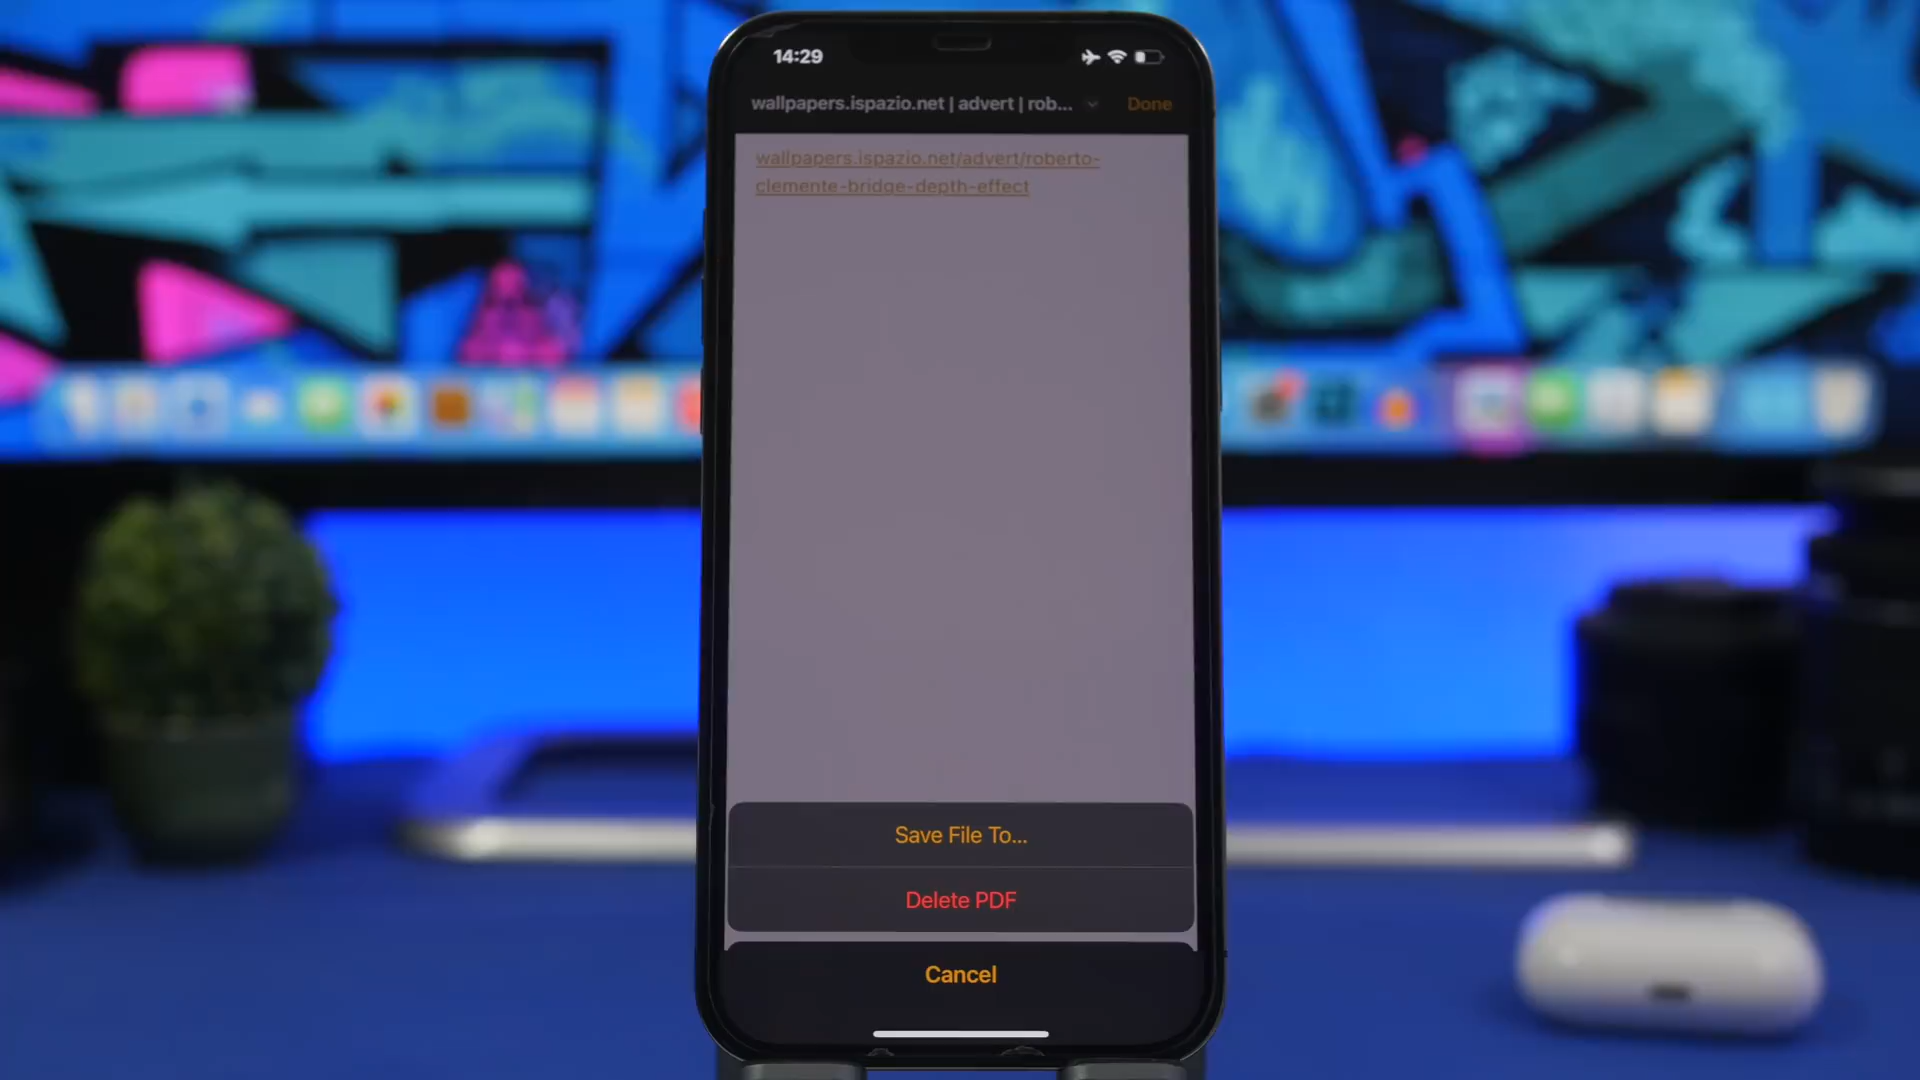 14:29
wallpapers.ispazio.net | advert | rob... Done
wallpapers.ispazio.net/advert/roberto-
clemente-bridge-depth-effect
Save File To...
Delete PDF
Cancel